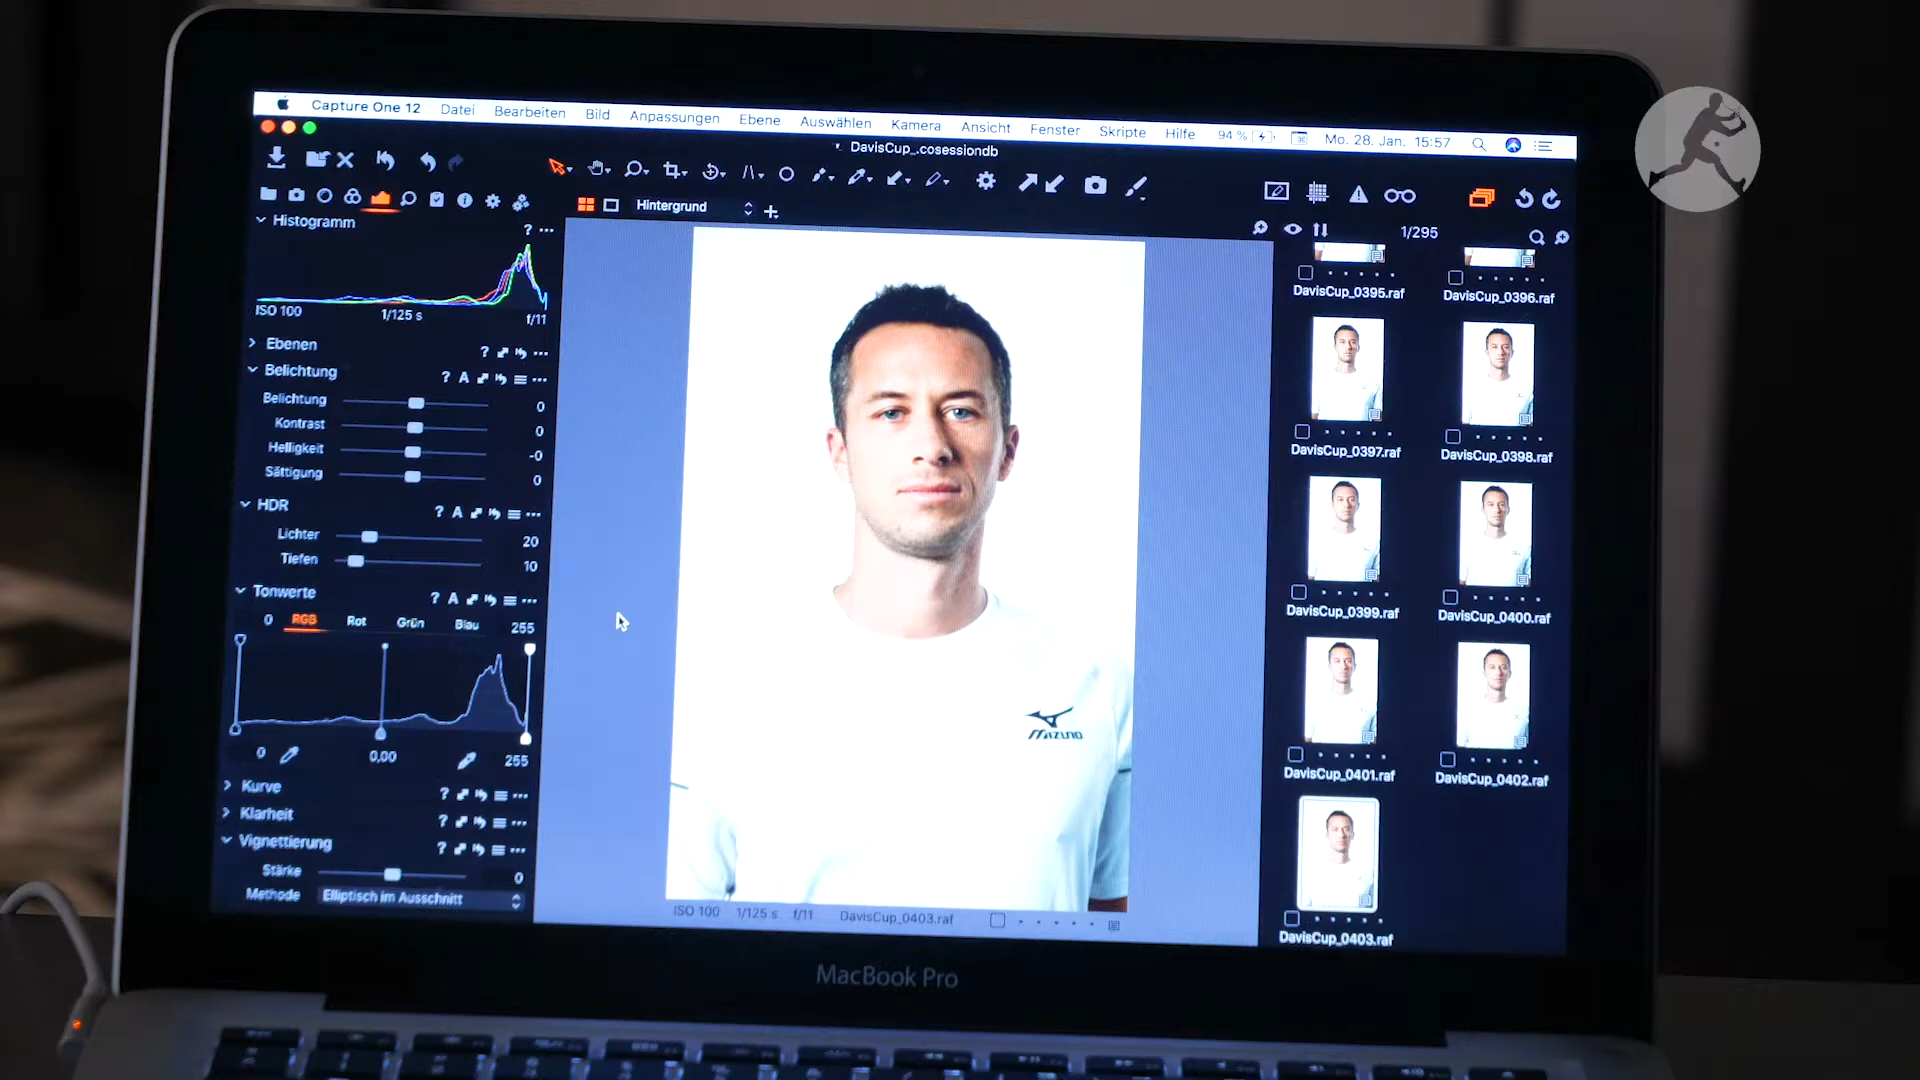 Capture One 12 Datei Bearbeiten Bild Anpassungen Ebene Auswählen Kamera Ansicht Fenster Skripte Hilfe 94 % Mo. 28. Jan. 15:57
DavisCup_.cosessiondb
Hintergrund
1/295
Histogramm ?
ISO 100 1/125 s f/11
Ebenen ?
Belichtung ? A
Belichtung 0
Kontrast 0
Helligkeit -0
Sättigung 0
HDR ? A
Lichter 20
Tiefen 10
Tonwerte ? A
0 RGB Rot Grün Blau 255
0 0,00 255
Kurve ?
Klarheit ?
Vignettierung ?
Stärke 0
Methode Elliptisch im Ausschnitt
MIZUNO
ISO 100 1/125 s f/11 DavisCup_0403.raf
DavisCup_0395.raf DavisCup_0396.raf
DavisCup_0397.raf DavisCup_0398.raf
DavisCup_0399.raf DavisCup_0400.raf
DavisCup_0401.raf DavisCup_0402.raf
DavisCup_0403.raf
MacBook Pro